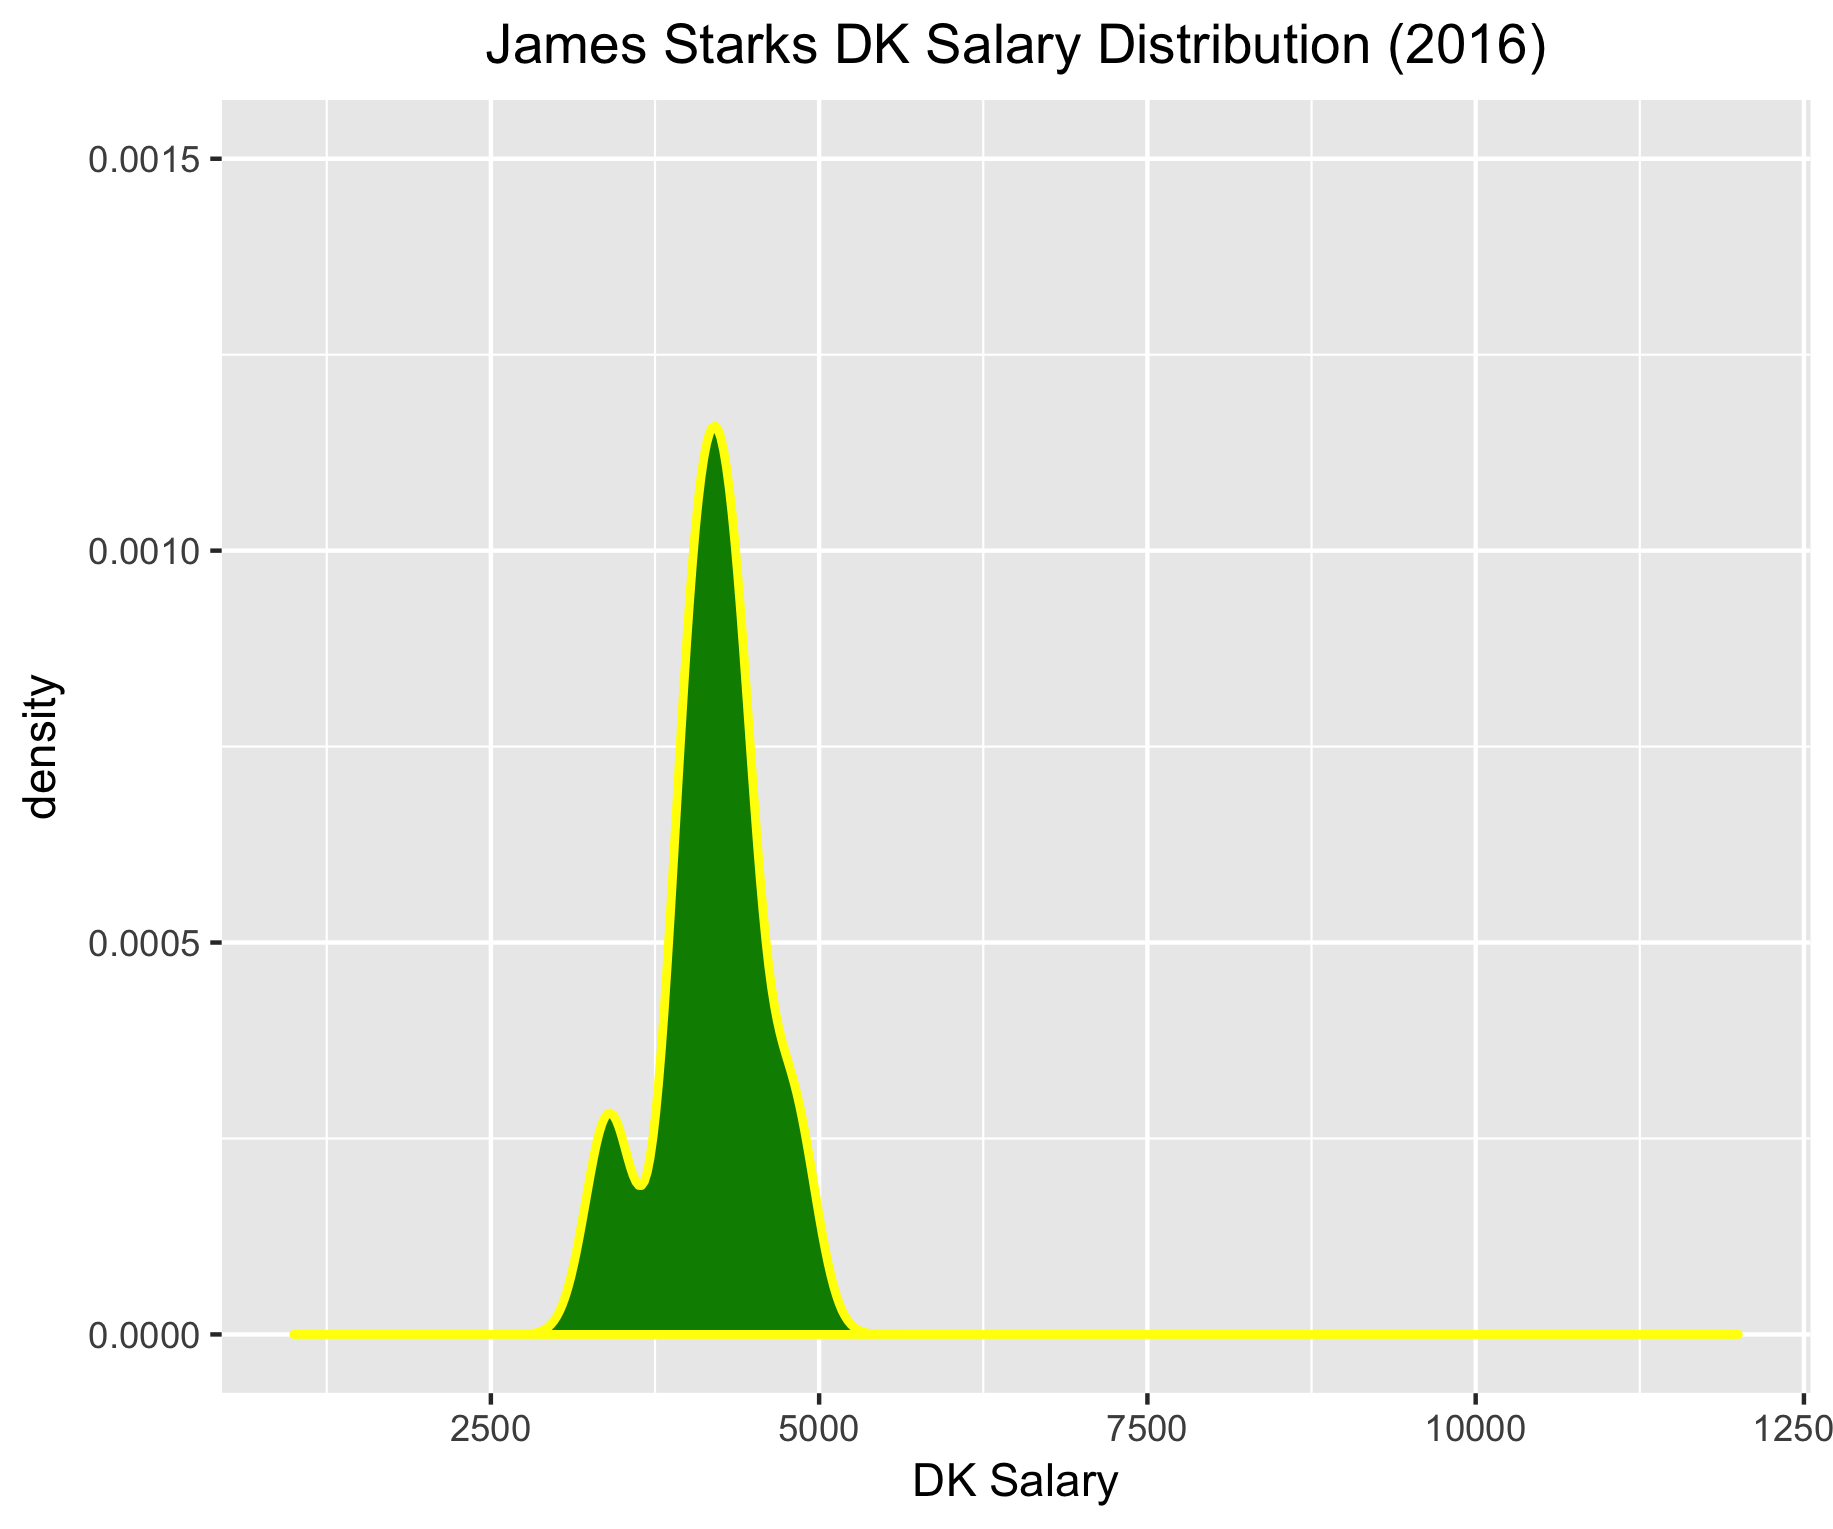 James Starks DK Salary Distribution (2016)
0.0015
0.0010
density
0.0005
0.0000
2500 5000 7500 10000 1250
DK Salary